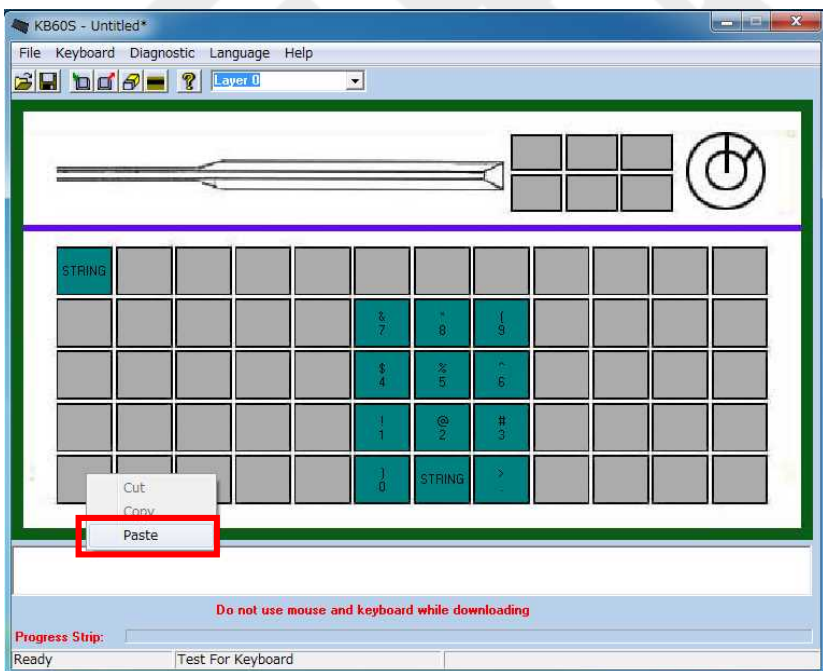 KB60S - Untitled*
File Keyboard Diagnostic Language Help
Layer 0
STRING
& * (
7 8 9
$ % ^
4 5 6
! @ #
1 2 3
) STRING >
0 .
Cut
Copy
Paste
Do not use mouse and keyboard while downloading
Progress Strip:
Ready Test For Keyboard